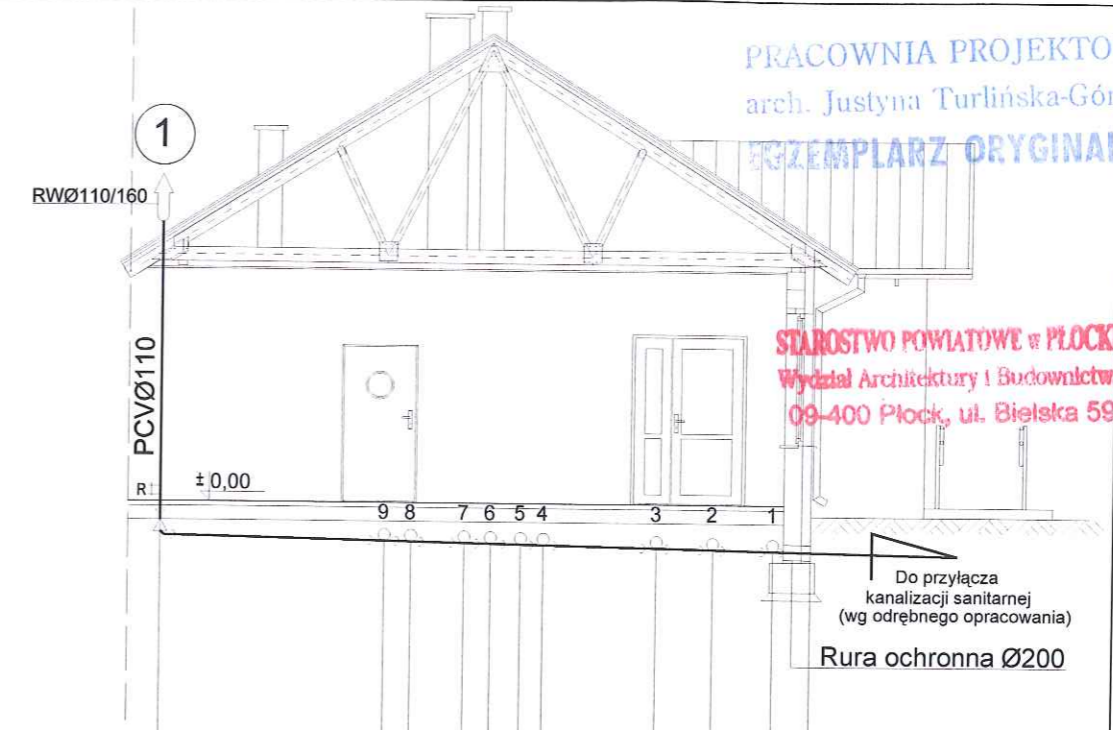 PRACOWNIA PROJEKTO
arch. Justyna Turlińska-Gór
EGZEMPLARZ ORYGINAL
1
RWØ110/160
PCVØ110
STAROSTWO POWIATOWE w PŁOCK
Wydział Architektury i Budownictw
09-400 Płock, ul. Bielska 59
R
± 0,00
9 8 7 6 5 4 3 2 1
Do przyłącza
kanalizacji sanitarnej
(wg odrębnego opracowania)
Rura ochronna Ø200